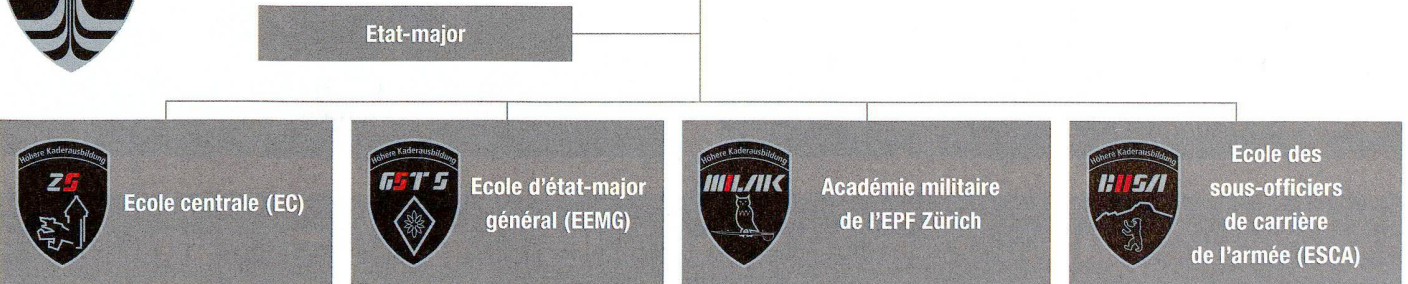 Etat-major
Höhere Kaderausbildung
ZS
Ecole centrale (EC)
Höhere Kaderausbildung
GSTS
Ecole d'état-major
général (EEMG)
Höhere Kaderausbildung
MILAK
Académie militaire
de l'EPF Zürich
Höhere Kaderausbildung
BUSA
Ecole des
sous-officiers
de carrière
de l'armée (ESCA)